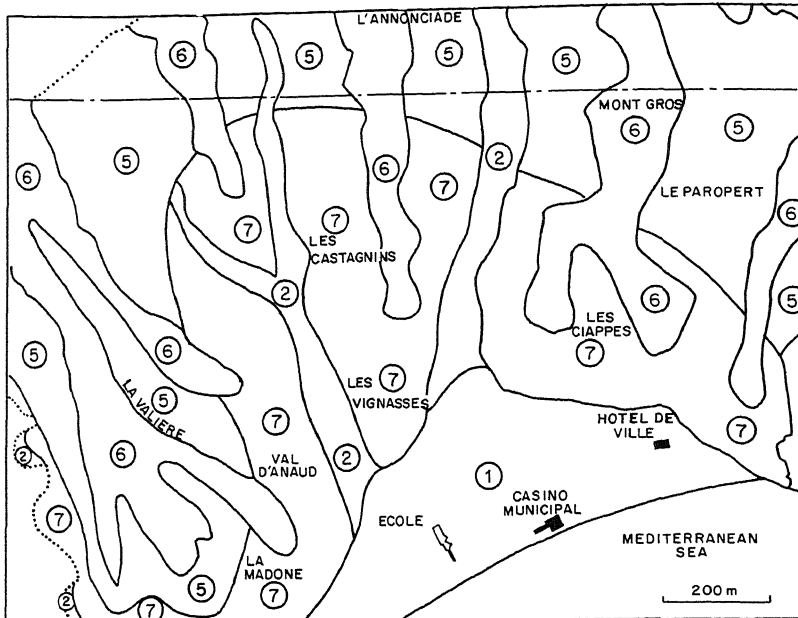 L'ANNONCIADE
6
5
5
5
MONT GROS
6
5
5
6
6
7
2
LE PAROPERT
6
7
7
LES
CASTAGNINS
2
6
5
LES
CIAPPES
7
5
6
LA VALIERE
5
7
LES
VIGNASSES
7
HOTEL DE
VILLE
7
6
VAL
D'ANAUD
2
2
1
CASINO
MUNICIPAL
ECOLE
7
MEDITERRANEAN
SEA
LA
MADONE
7
5
2
7
200 m